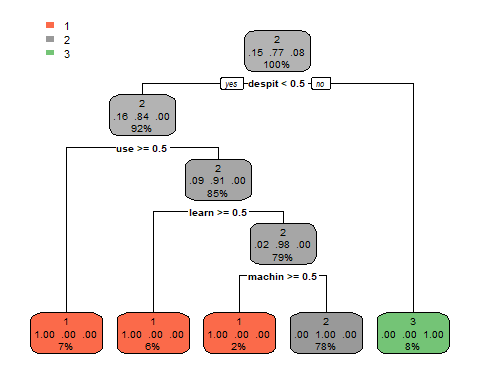 1
2
3
2
.15 .77 .08
100%
yes despit < 0.5 no
2
.16 .84 .00
92%
use >= 0.5
2
.09 .91 .00
85%
learn >= 0.5
2
.02 .98 .00
79%
machin >= 0.5
1
1.00 .00 .00
7%
1
1.00 .00 .00
6%
1
1.00 .00 .00
2%
2
.00 1.00 .00
78%
3
.00 .00 1.00
8%